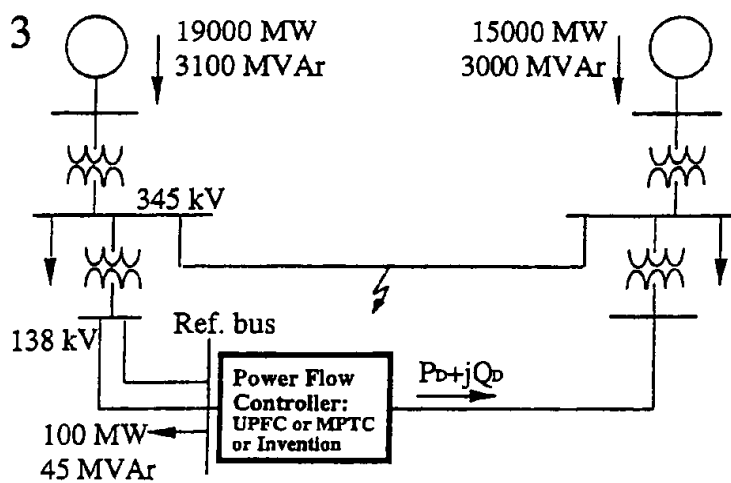 3
19000 MW
3100 MVAr
15000 MW
3000 MVAr
345 kV
138 kV
Ref. bus
Power Flow
Controller:
UPFC or MPTC
or Invention
PD+jQD
100 MW
45 MVAr